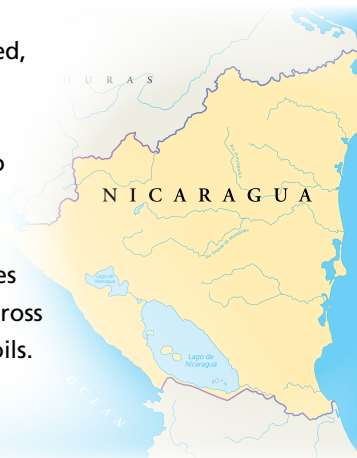 ed,
URAS
o
NICARAGUA
es
ross
oils.
Lago de
Managua
Lago de
Nicaragua
OCEAN